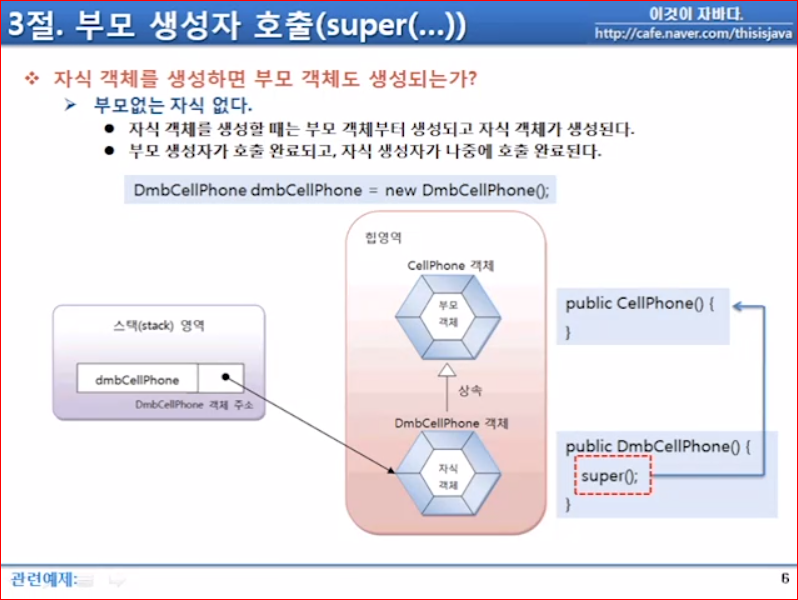 3절. 부모 생성자 호출(super(...))
이것이 자바다.
http://cafe.naver.com/thisisjava
자식 객체를 생성하면 부모 객체도 생성되는가?
부모없는 자식 없다.
자식 객체를 생성할 때는 부모 객체부터 생성되고 자식 객체가 생성된다.
부모 생성자가 호출 완료되고, 자식 생성자가 나중에 호출 완료된다.
DmbCellPhone dmbCellPhone = new DmbCellPhone();
힙영역
CellPhone 객체
부모
객체
public CellPhone() {
}
스택(stack) 영역
dmbCellPhone
DmbCellPhone 객체 주소
상속
DmbCellPhone 객체
자식
객체
public DmbCellPhone() {
super();
}
관련예제:
6